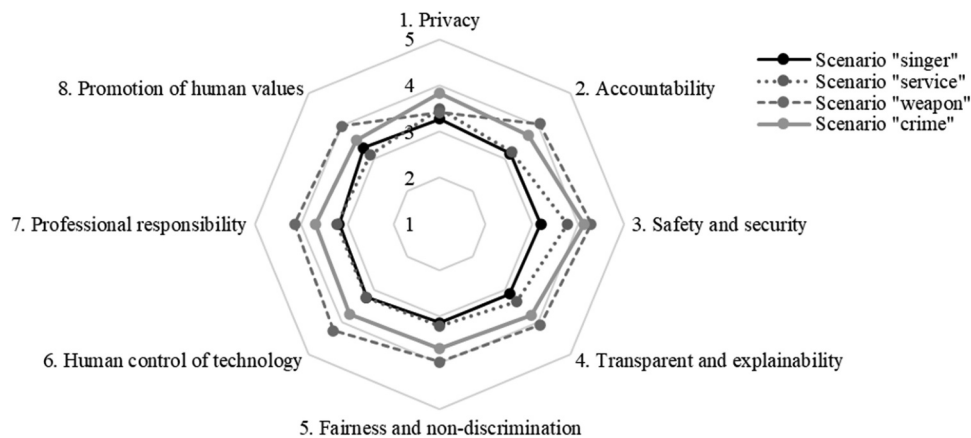 1. Privacy
5
8. Promotion of human values
4
2. Accountability
3
2
7. Professional responsibility
1
3. Safety and security
6. Human control of technology
4. Transparent and explainability
5. Fairness and non-discrimination
Scenario "singer"
Scenario "service"
Scenario "weapon"
Scenario "crime"